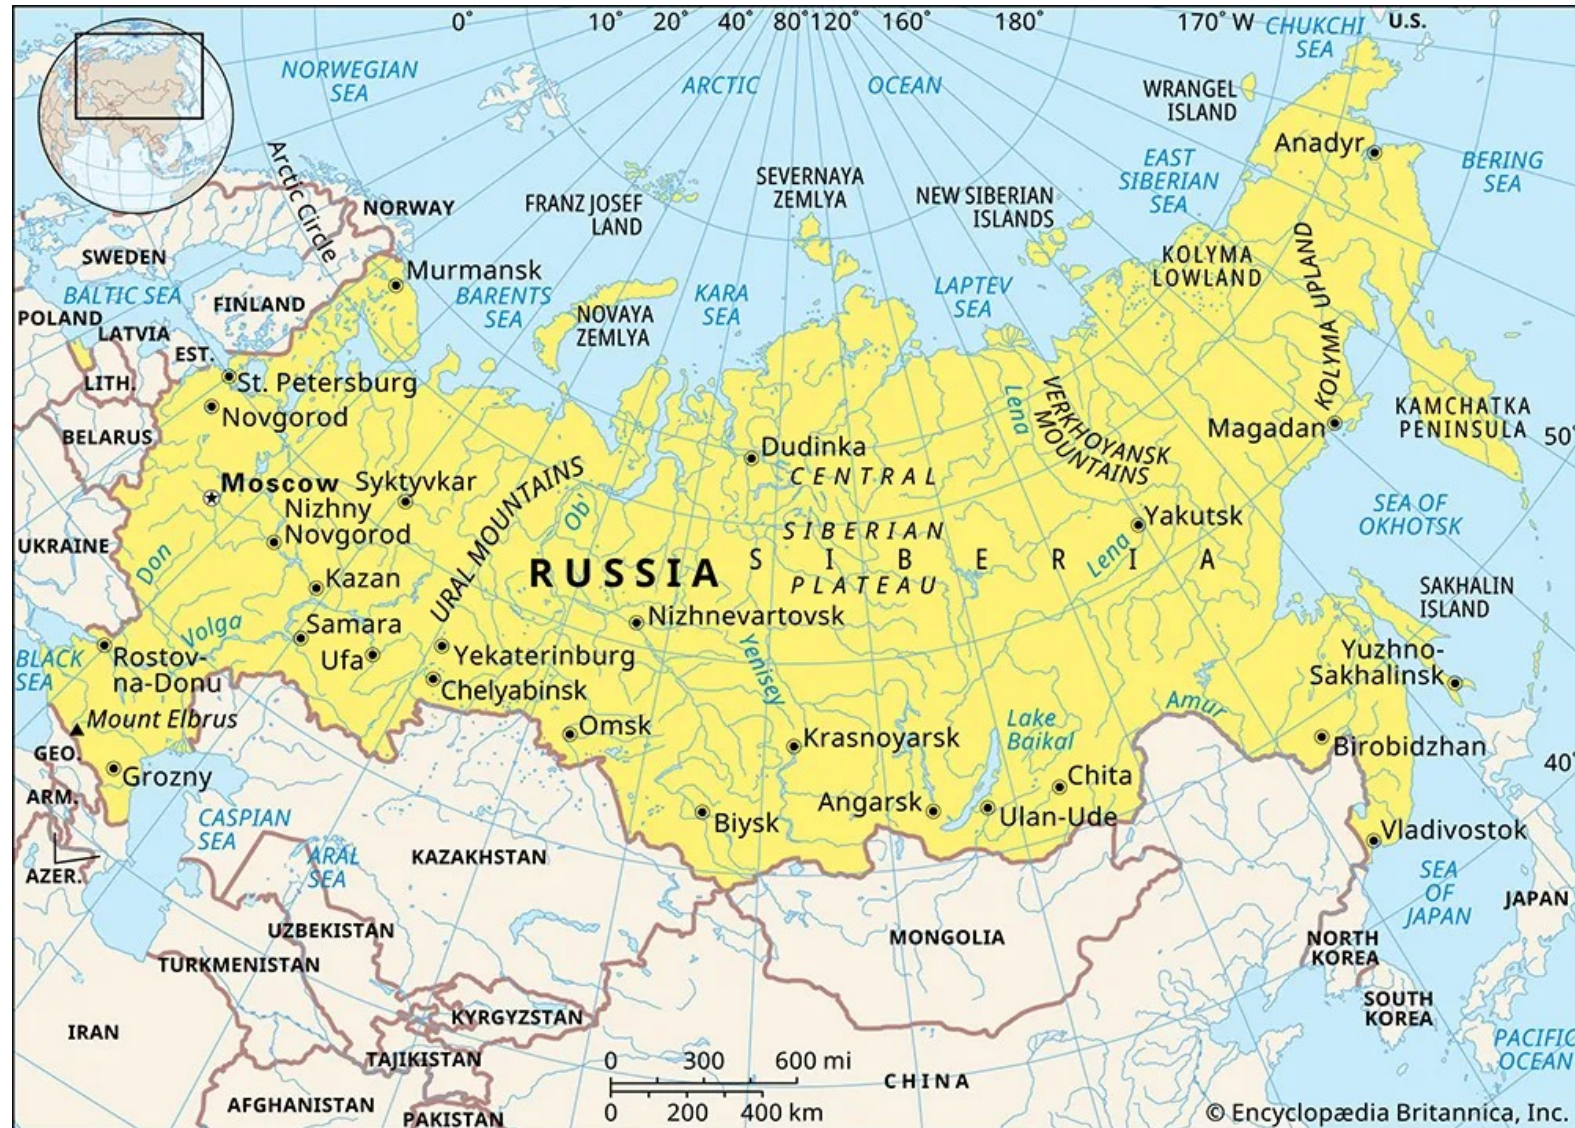 0° 10° 20° 40° 80° 120° 160° 180° 170° W
CHUKCHI
SEA
U.S.
NORWEGIAN
SEA
ARCTIC OCEAN
WRANGEL
ISLAND
Anadyr
Arctic Circle
EAST
SIBERIAN
SEA
BERING
SEA
NORWAY
FRANZ JOSEF
LAND
SEVERNAYA
ZEMLYA
NEW SIBERIAN
ISLANDS
SWEDEN
KOLYMA
LOWLAND
KOLYMA UPLAND
Murmansk
BALTIC SEA
FINLAND
BARENTS
SEA
NOVAYA
ZEMLYA
KARA
SEA
LAPTEV
SEA
POLAND
LATVIA
EST.
LITH.
St. Petersburg
Novgorod
BELARUS
Lena
VERKHOYANSK
MOUNTAINS
Magadan
KAMCHATKA
PENINSULA
50°
Dudinka
CENTRAL
SIBERIAN
PLATEAU
Moscow
Syktyvkar
Nizhny
Novgorod
URAL MOUNTAINS
Ob'
Yakutsk
Lena
SEA OF
OKHOTSK
UKRAINE
Don
RUSSIA
SIBERIA
Kazan
SAKHALIN
ISLAND
Volga
Samara
Ufa
Nizhnevartovsk
Yenisey
BLACK
SEA
Rostov-
na-Donu
Yekaterinburg
Chelyabinsk
Yuzhno-
Sakhalinsk
Mount Elbrus
Omsk
Krasnoyarsk
Lake
Baikal
Amur
Birobidzhan
GEO.
Grozny
Chita
40°
ARM.
CASPIAN
SEA
Biysk
Angarsk
Ulan-Ude
Vladivostok
AZER.
ARAL
SEA
KAZAKHSTAN
SEA
OF
JAPAN
JAPAN
UZBEKISTAN
MONGOLIA
NORTH
KOREA
TURKMENISTAN
IRAN
KYRGYZSTAN
SOUTH
KOREA
PACIFIC
OCEAN
TAJIKISTAN
0 300 600 mi
0 200 400 km
CHINA
AFGHANISTAN
PAKISTAN
© Encyclopædia Britannica, Inc.